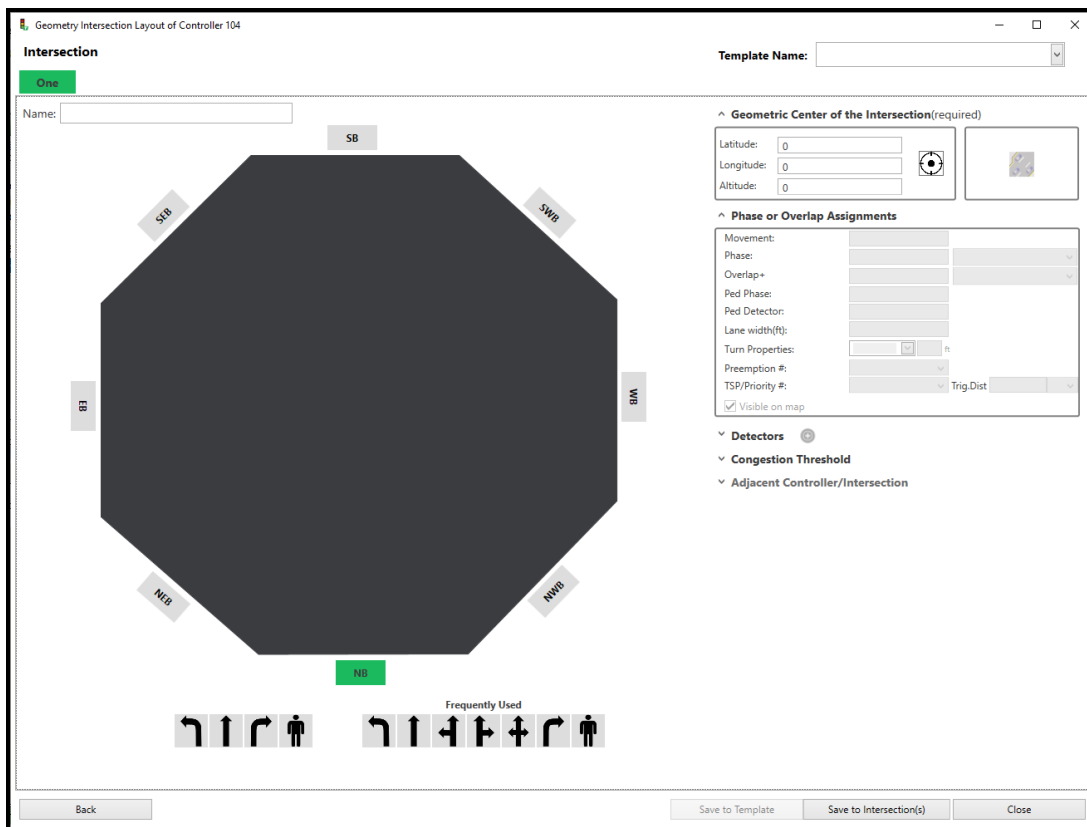 Geometry Intersection Layout of Controller 104
Intersection
Template Name:
One
Name:
SB
SEB
SWB
EB
WB
NEB
NWB
NB
Frequently Used
^ Geometric Center of the Intersection(required)
Latitude: 0
Longitude: 0
Altitude: 0
Phase or Overlap Assignments
Movement:
Phase:
Overlap+
Ped Phase:
Ped Detector:
Lane width(ft):
Turn Properties: ft
Preemption #:
TSP/Priority #: Trig.Dist
Visible on map
Detectors
Congestion Threshold
Adjacent Controller/Intersection
Back
Save to Template
Save to Intersection(s)
Close